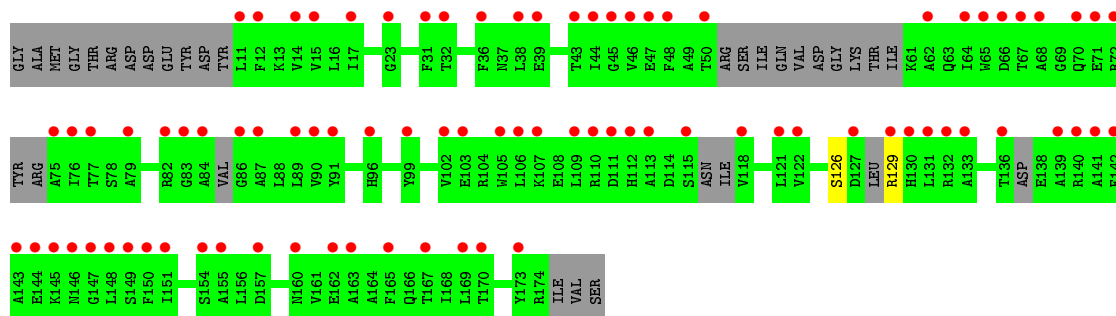 GLY ALA MET GLY THR ARG ASP ASP GLU TYR ASP TYR L11 F12 K13 V14 V15 L16 I17 G23 F31 T32 F36 N37 L38 E39 T43 I44 G45 V46 E47 F48 A49 T50 ARG SER ILE GLN VAL ASP GLY LYS THR ILE K61 A62 Q63 I64 W65 D66 T67 A68 G69 Q70 E71 R72
TYR ARG A75 I76 T77 S78 A79 R82 G83 A84 VAL G86 A87 L88 L89 V90 Y91 H96 Y99 V102 E103 R104 W105 L106 K107 E108 L109 R110 D111 H112 A113 D114 S115 ASN ILE V118 L121 V122 S126 D127 LEU R129 H130 L131 R132 A133 T136 ASP E138 A139 R140 A141 F142
A143 E144 K145 N146 G147 L148 S149 F150 I151 S154 A155 L156 D157 N160 V161 E162 A163 A164 F165 Q166 T167 I168 L169 T170 Y173 R174 ILE VAL SER